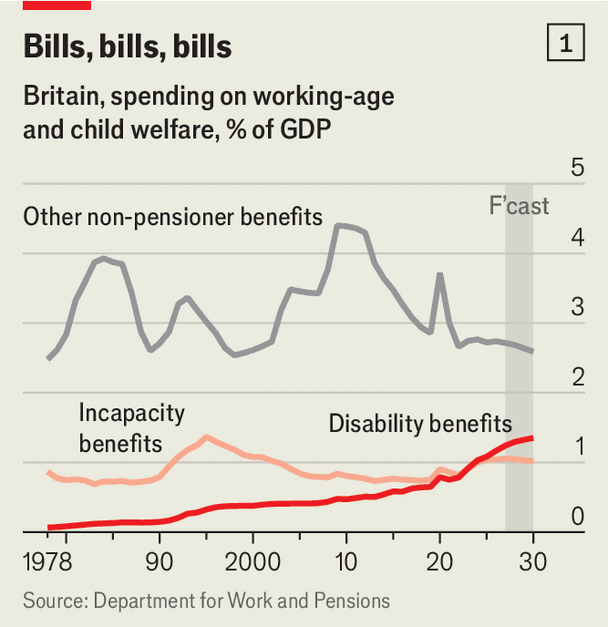 Bills, bills, bills
1
Britain, spending on working-age
and child welfare, % of GDP
5
F'cast
Other non-pensioner benefits
4
3
2
Incapacity
benefits
Disability benefits
1
0
1978 90 2000 10 20 30
Source: Department for Work and Pensions